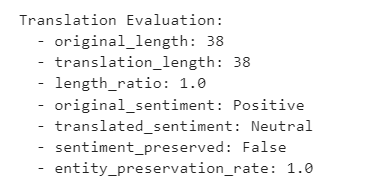 Translation Evaluation:
- original_length: 38
- translation_length: 38
- length_ratio: 1.0
- original_sentiment: Positive
- translated_sentiment: Neutral
- sentiment_preserved: False
- entity_preservation_rate: 1.0